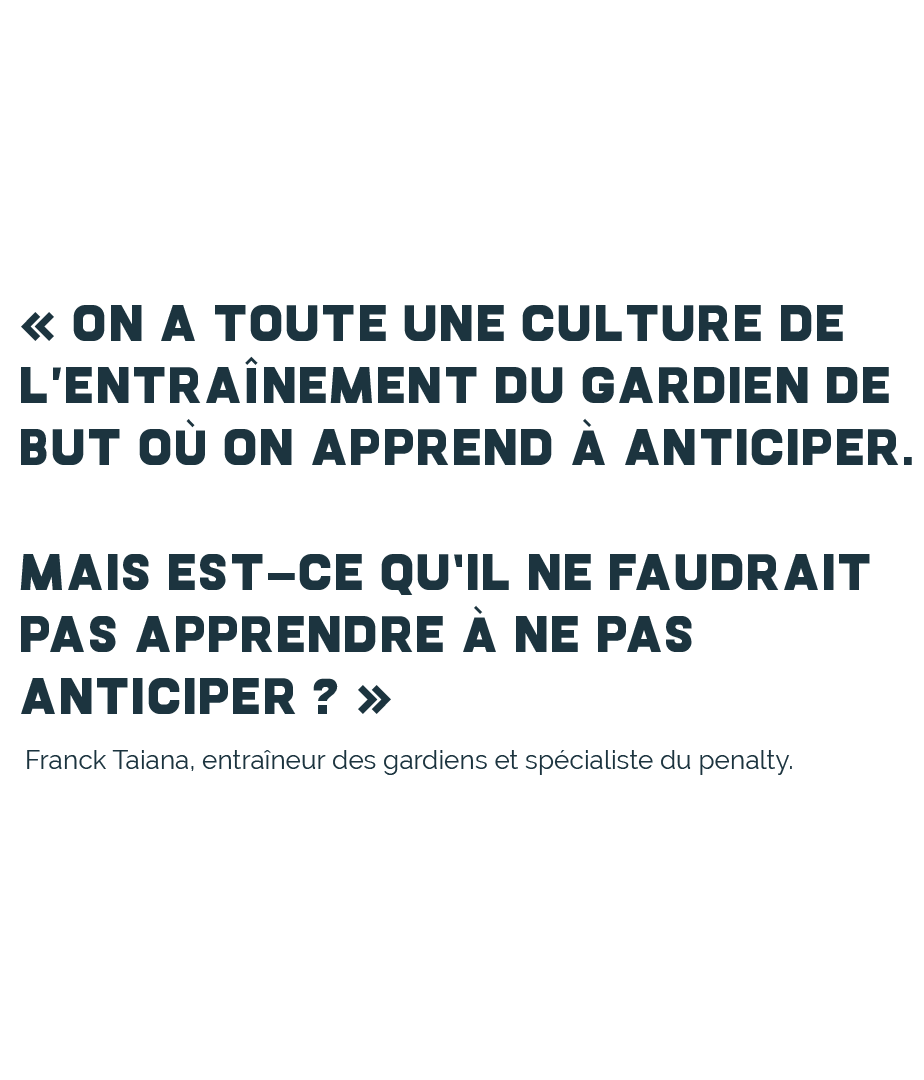 « ON A TOUTE UNE CULTURE DE
L'ENTRAÎNEMENT DU GARDIEN DE
BUT OÙ ON APPREND À ANTICIPER.
MAIS EST-CE QU'IL NE FAUDRAIT
PAS APPRENDRE À NE PAS
ANTICIPER ? »
Franck Taiana, entraîneur des gardiens et spécialiste du penalty.